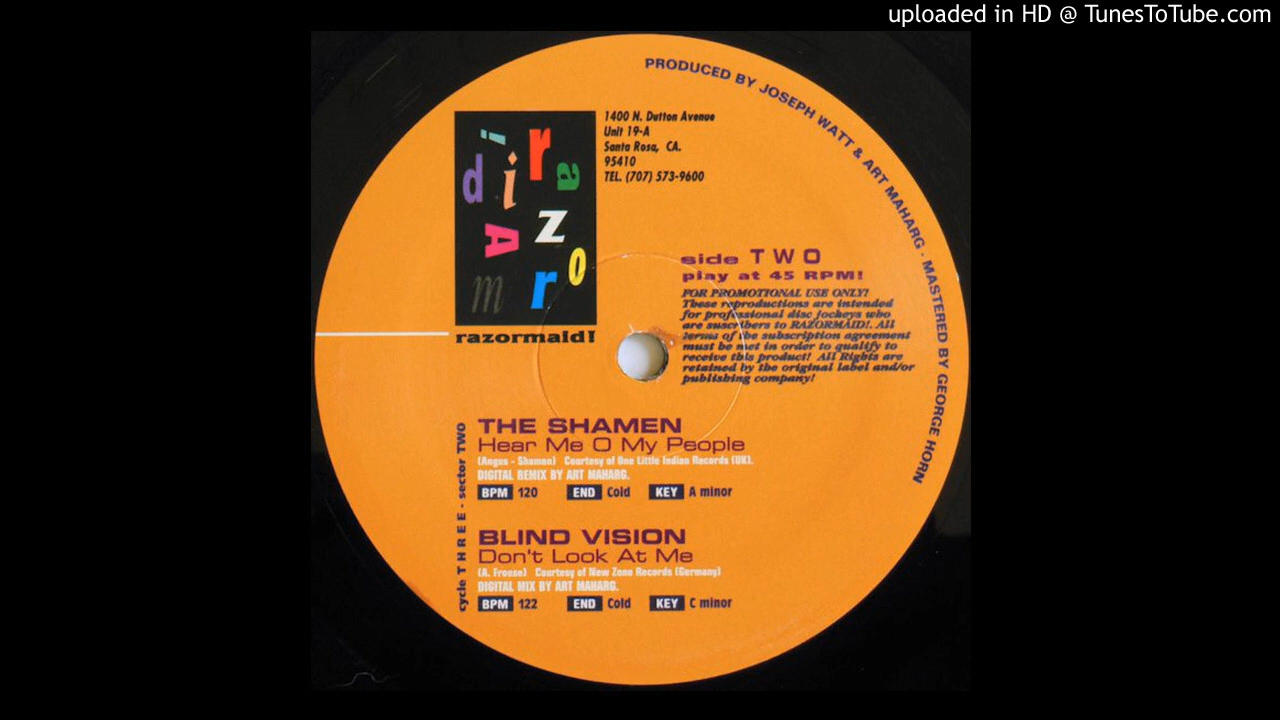 uploaded in HD @ TunesToTube.com
PRODUCED BY JOSEPH WATT & ART MAHARG · MASTERED BY GEORGE HORN
1400 N. Dutton Avenue
Unit 19-A
Santa Rosa, CA.
95410
TEL. (707) 573-9600
razor
mAid!
razormaid!
side TWO
play at 45 RPM!
FOR PROMOTIONAL USE ONLY!
These reproductions are intended
for professional disc jockeys who
are suscribers to RAZORMAID!. All
terms of the subscription agreement
must be met in order to qualify to
receive this product! All Rights are
retained by the original label and/or
publishing company!
cycle THREE - sector TWO
THE SHAMEN
Hear Me O My People
(Angus - Shamen) Courtesy of One Little Indian Records (UK).
DIGITAL REMIX BY ART MAHARG.
BPM 120 END Cold KEY A minor
BLIND VISION
Don't Look At Me
(A. Froese) Courtesy of New Zone Records (Germany)
DIGITAL MIX BY ART MAHARG.
BPM 122 END Cold KEY C minor